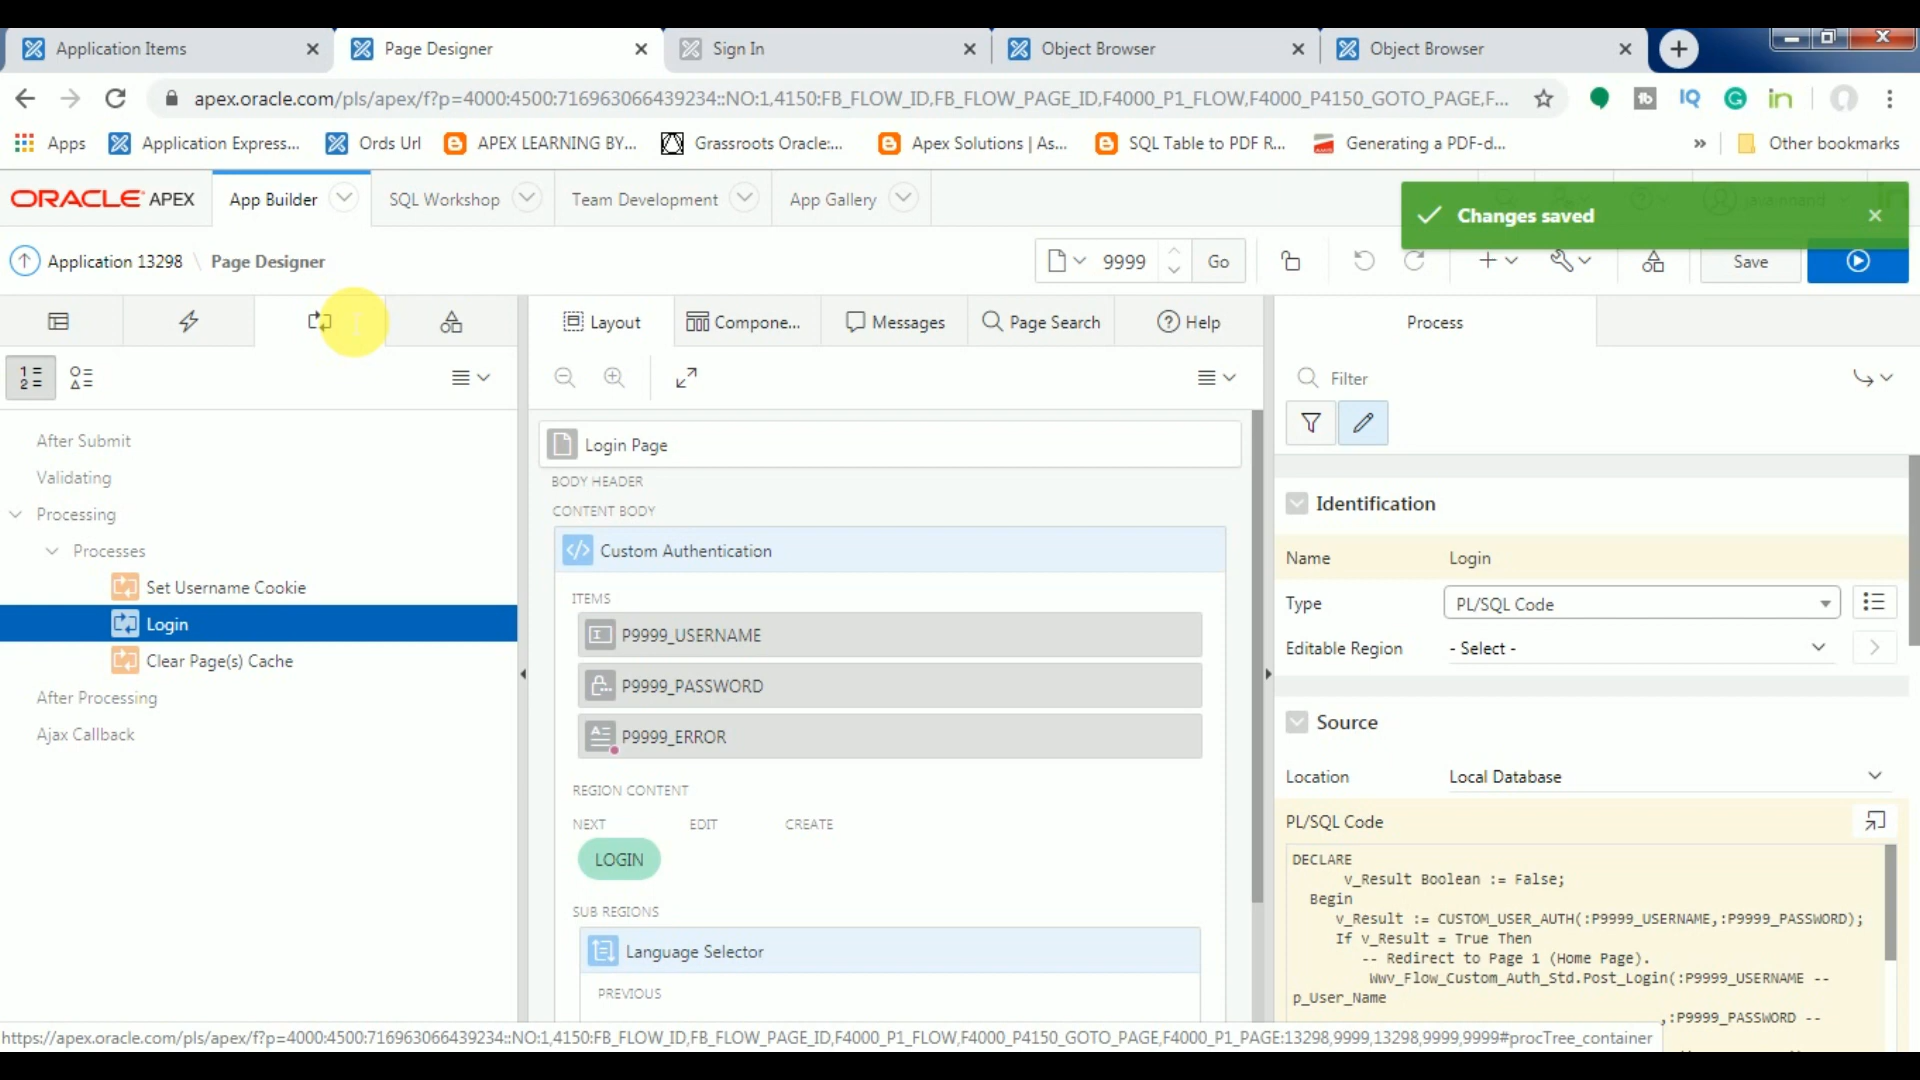 Application Items
Page Designer
Sign In
Object Browser
Object Browser
apex.oracle.com/pls/apex/f?p=4000:4500:716963066439234::NO:1,4150:FB_FLOW_ID,FB_FLOW_PAGE_ID,F4000_P1_FLOW,F4000_P4150_GOTO_PAGE,F...
Apps
Application Express...
Ords Url
APEX LEARNING BY...
Grassroots Oracle:...
Apex Solutions | As...
SQL Table to PDF R...
Generating a PDF-d...
Other bookmarks
ORACLE APEX
App Builder
SQL Workshop
Team Development
App Gallery
Changes saved
Application 13298 \ Page Designer
9999
Go
Save
Layout
Compone...
Messages
Page Search
Help
Process
After Submit
Validating
Processing
Processes
Set Username Cookie
Login
Clear Page(s) Cache
After Processing
Ajax Callback
Login Page
BODY HEADER
CONTENT BODY
Custom Authentication
ITEMS
P9999_USERNAME
P9999_PASSWORD
P9999_ERROR
REGION CONTENT
NEXT EDIT CREATE
LOGIN
SUB REGIONS
Language Selector
PREVIOUS
Filter
Identification
Name Login
Type PL/SQL Code
Editable Region - Select -
Source
Location Local Database
PL/SQL Code
DECLARE
v_Result Boolean := False;
Begin
v_Result := CUSTOM_USER_AUTH(:P9999_USERNAME,:P9999_PASSWORD);
If v_Result = True Then
-- Redirect to Page 1 (Home Page).
Wwv_Flow_Custom_Auth_Std.Post_Login(:P9999_USERNAME --
p_User_Name
,:P9999_PASSWORD --
https://apex.oracle.com/pls/apex/f?p=4000:4500:716963066439234::NO:1,4150:FB_FLOW_ID,FB_FLOW_PAGE_ID,F4000_P1_FLOW,F4000_P4150_GOTO_PAGE,F4000_P1_PAGE:13298,9999,13298,9999,9999#procTree_container